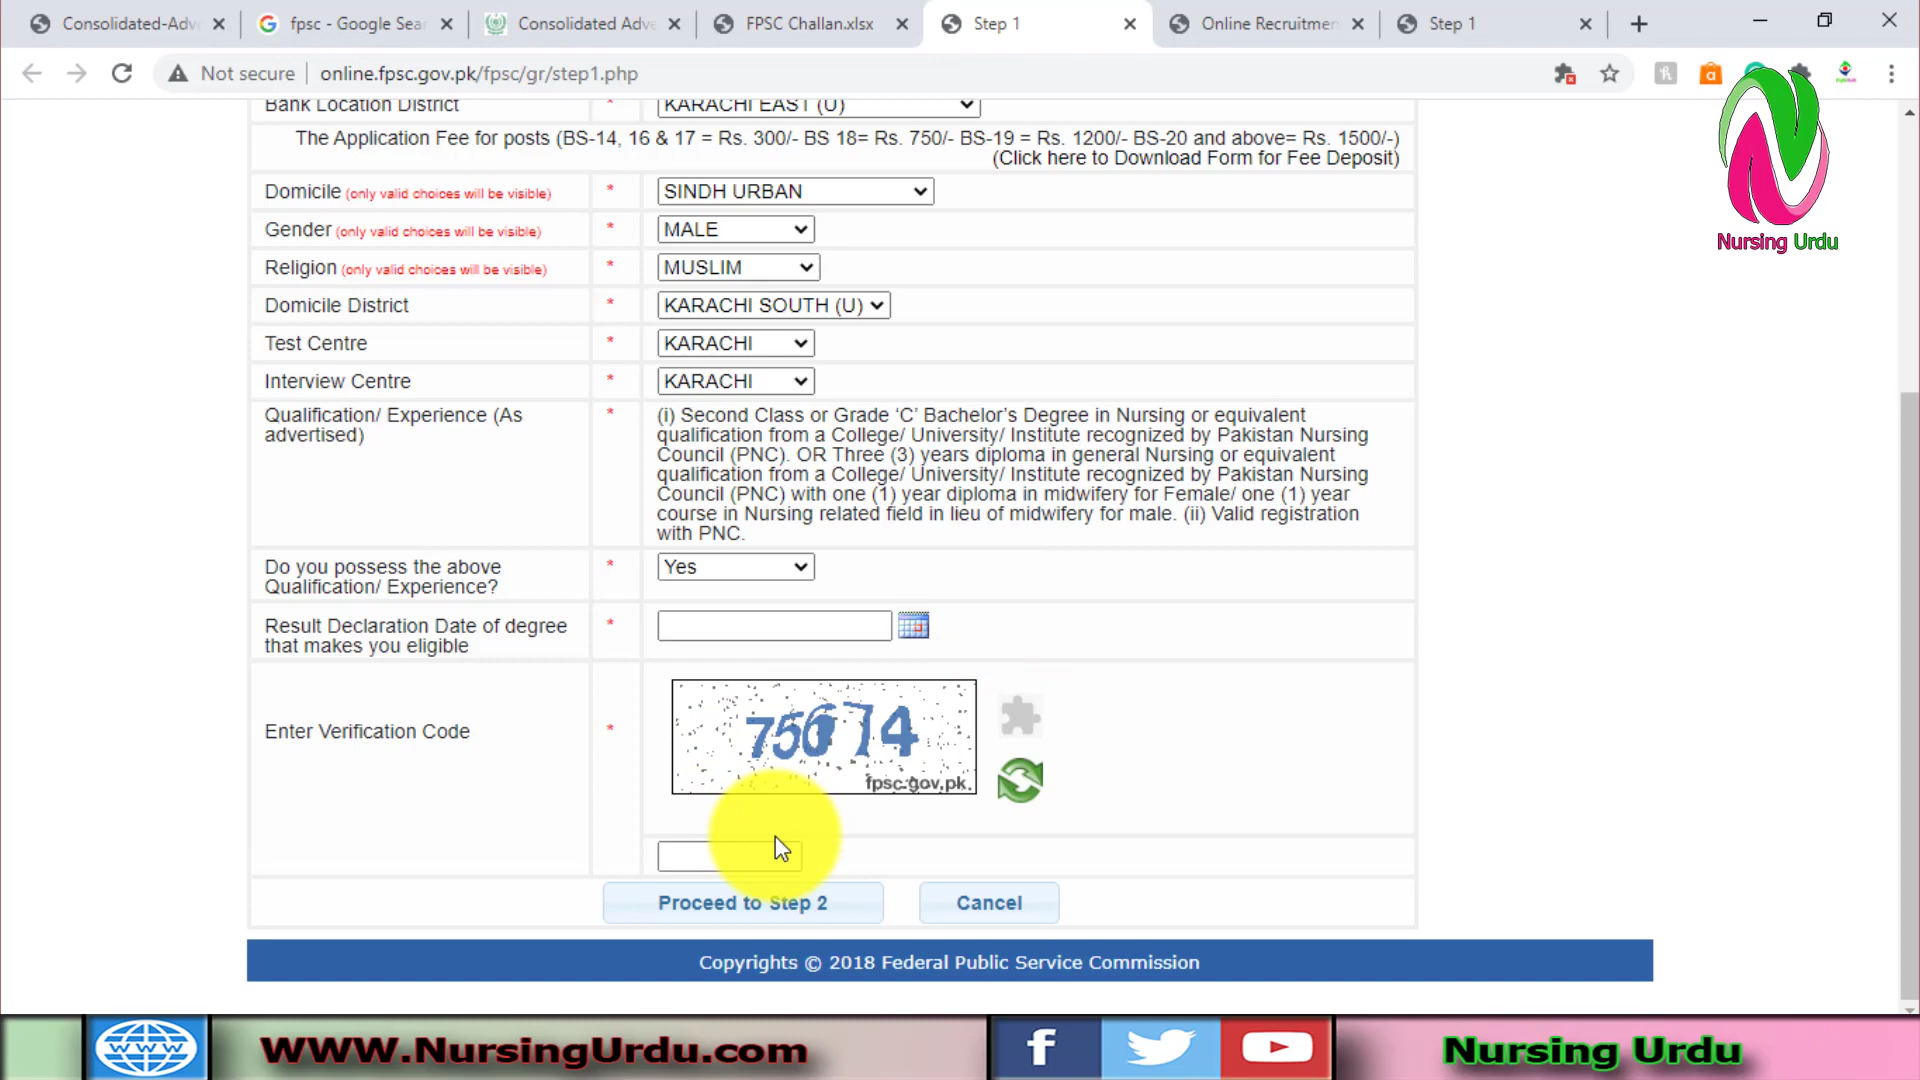 Consolidated-Adv
fpsc - Google Sear
Consolidated Adve
FPSC Challan.xlsx
Step 1
Online Recruitmen
Step 1
Not secure
online.fpsc.gov.pk/fpsc/gr/step1.php
Nursing Urdu
Bank Location District * KARACHI EAST (U)
The Application Fee for posts (BS-14, 16 & 17 = Rs. 300/- BS 18= Rs. 750/- BS-19 = Rs. 1200/- BS-20 and above= Rs. 1500/-)
(Click here to Download Form for Fee Deposit)
Domicile (only valid choices will be visible) * SINDH URBAN
Gender (only valid choices will be visible) * MALE
Religion (only valid choices will be visible) * MUSLIM
Domicile District * KARACHI SOUTH (U)
Test Centre * KARACHI
Interview Centre * KARACHI
Qualification/ Experience (As
advertised)
*
(i) Second Class or Grade ‘C’ Bachelor’s Degree in Nursing or equivalent
qualification from a College/ University/ Institute recognized by Pakistan Nursing
Council (PNC). OR Three (3) years diploma in general Nursing or equivalent
qualification from a College/ University/ Institute recognized by Pakistan Nursing
Council (PNC) with one (1) year diploma in midwifery for Female/ one (1) year
course in Nursing related field in lieu of midwifery for male. (ii) Valid registration
with PNC.
Do you possess the above
Qualification/ Experience?
* Yes
Result Declaration Date of degree
that makes you eligible
*
75674
fpsc.gov.pk
Enter Verification Code *
Proceed to Step 2
Cancel
Copyrights © 2018 Federal Public Service Commission
WWW.NursingUrdu.com
Nursing Urdu